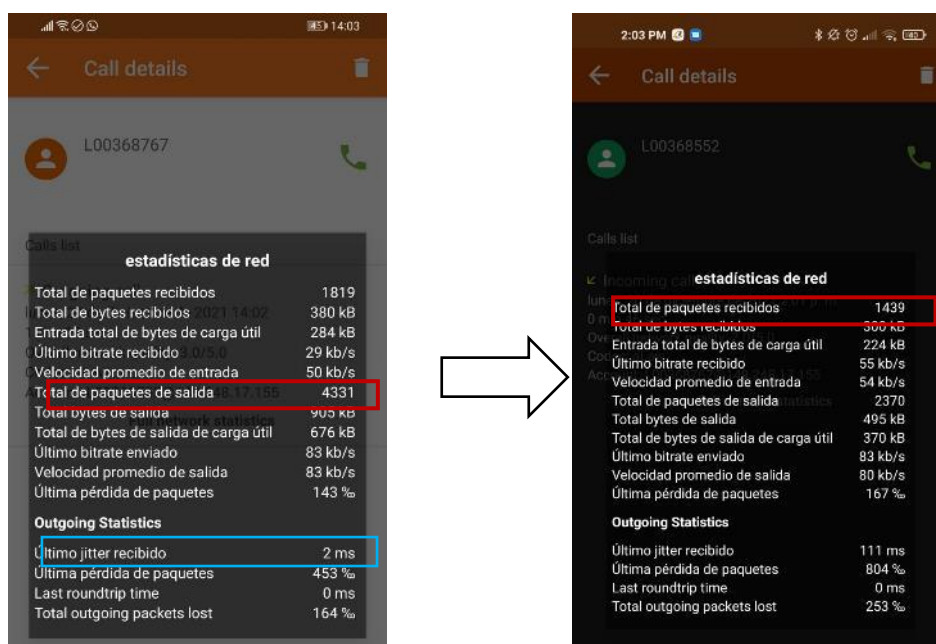 14:03
Call details
L00368767
Calls list
estadísticas de red
Total de paquetes recibidos 1819
Total de bytes recibidos 380 kB
Entrada total de bytes de carga útil 284 kB
Último bitrate recibido 29 kb/s
Velocidad promedio de entrada 50 kb/s
Total de paquetes de salida 4331
Total bytes de salida 905 kB
Total de bytes de salida de carga útil 676 kB
Último bitrate enviado 83 kb/s
Velocidad promedio de salida 83 kb/s
Última pérdida de paquetes 143 ‰
Outgoing Statistics
Último jitter recibido 2 ms
Última pérdida de paquetes 453 ‰
Last roundtrip time 0 ms
Total outgoing packets lost 164 ‰
2:03 PM
Call details
L00368552
Calls list
estadísticas de red
Total de paquetes recibidos 1439
Total de bytes recibidos 300 kB
Entrada total de bytes de carga útil 224 kB
Último bitrate recibido 55 kb/s
Velocidad promedio de entrada 54 kb/s
Total de paquetes de salida 2370
Total bytes de salida 495 kB
Total de bytes de salida de carga útil 370 kB
Último bitrate enviado 83 kb/s
Velocidad promedio de salida 80 kb/s
Última pérdida de paquetes 167 ‰
Outgoing Statistics
Último jitter recibido 111 ms
Última pérdida de paquetes 804 ‰
Last roundtrip time 0 ms
Total outgoing packets lost 253 ‰